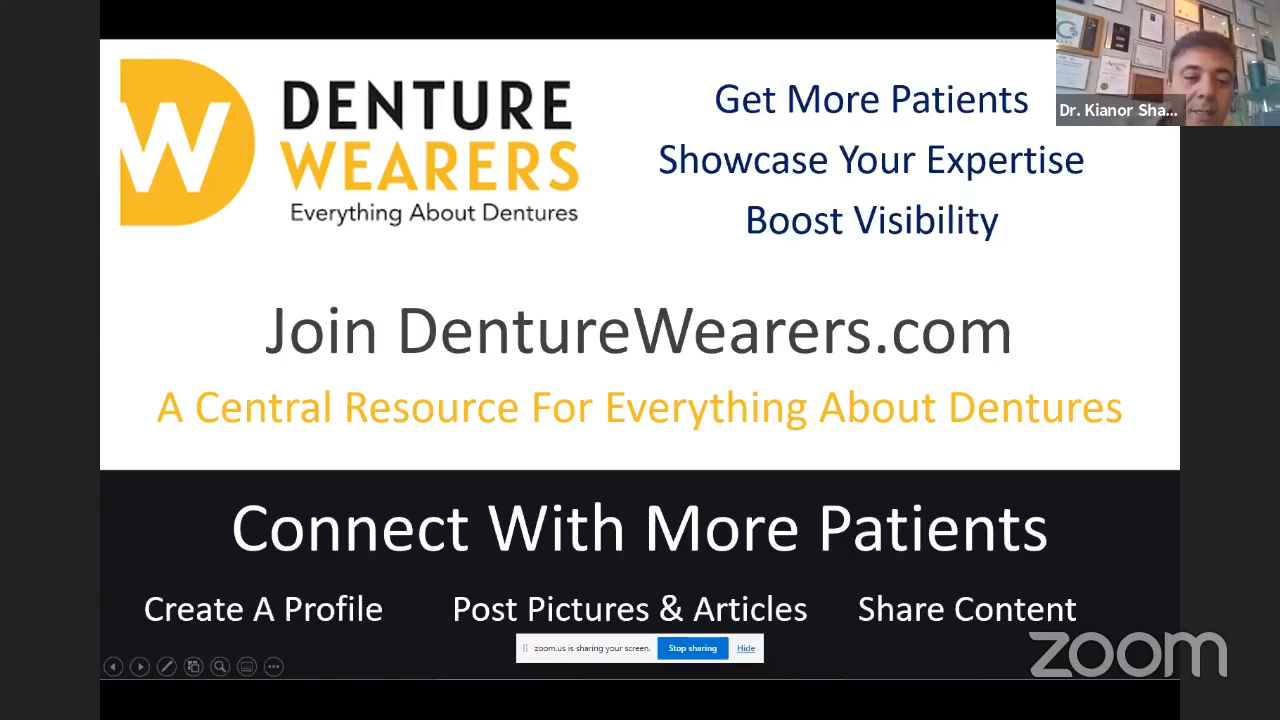 W
DENTURE
WEARERS
Everything About Dentures
Get More Patients
Showcase Your Expertise
Boost Visibility
Dr. Kianor Sha...
Join DentureWearers.com
A Central Resource For Everything About Dentures
Connect With More Patients
Create A Profile
Post Pictures & Articles
Share Content
zoom.us is sharing your screen.
Stop sharing
Hide
zoom